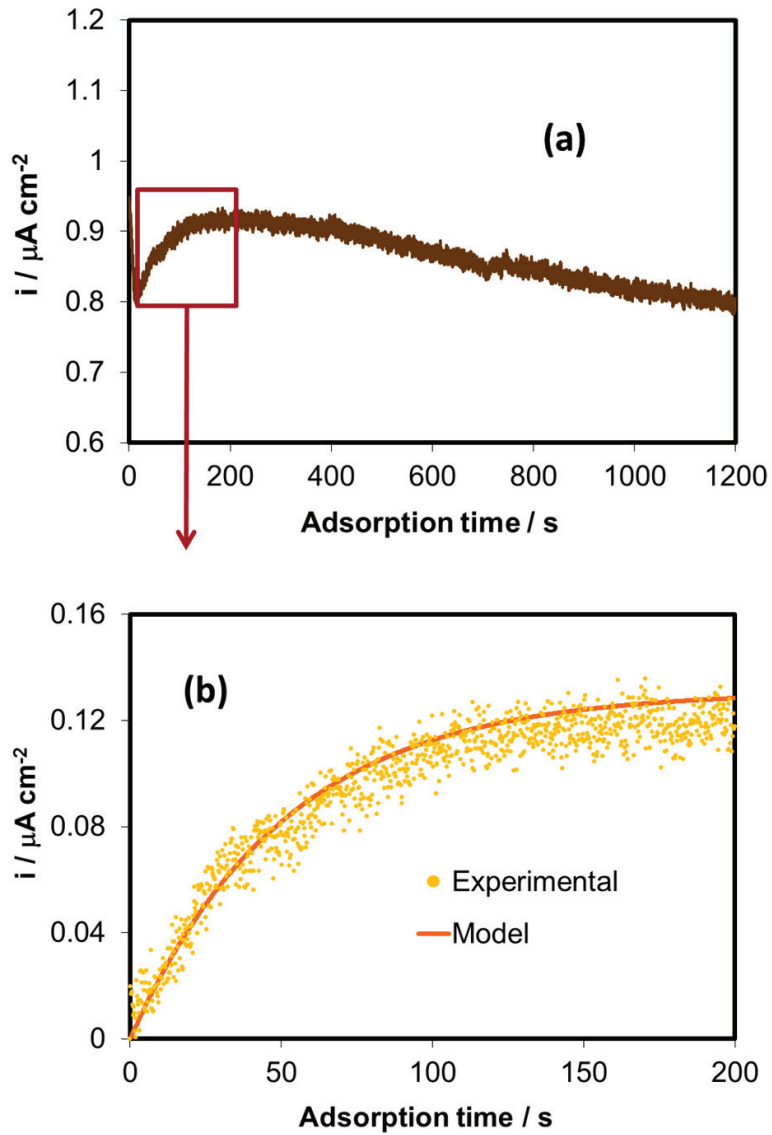 1.2
1.1
1
0.9
0.8
0.7
0.6
i / μA cm-2
(a)
0 200 400 600 800 1000 1200
Adsorption time / s
0.16
0.12
0.08
0.04
0
i / μA cm-2
(b)
Experimental
Model
0 50 100 150 200
Adsorption time / s